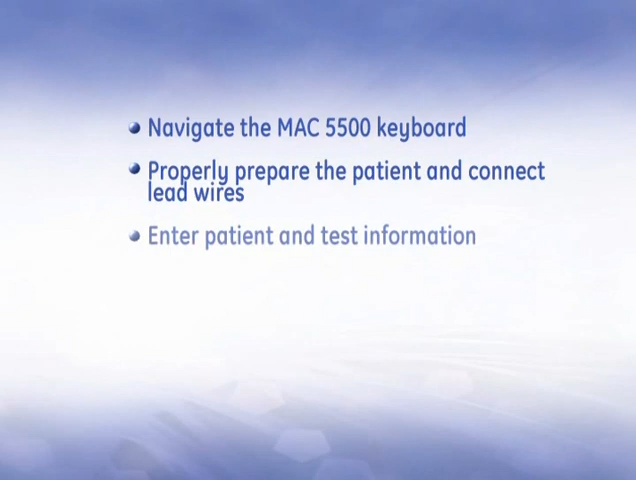 Navigate the MAC 5500 keyboard
Properly prepare the patient and connect
lead wires
Enter patient and test information